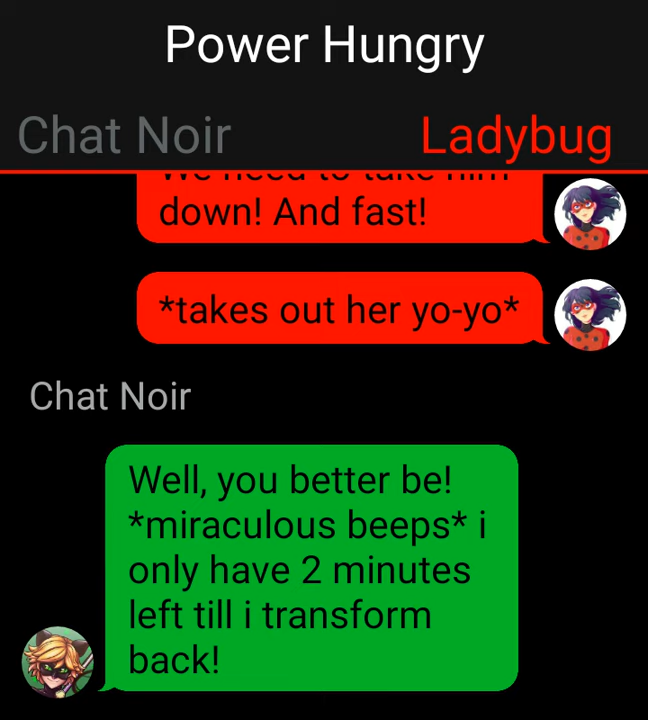 Power Hungry
Chat Noir Ladybug
We need to take him
down! And fast!
*takes out her yo-yo*
Chat Noir
Well, you better be!
*miraculous beeps* i
only have 2 minutes
left till i transform
back!